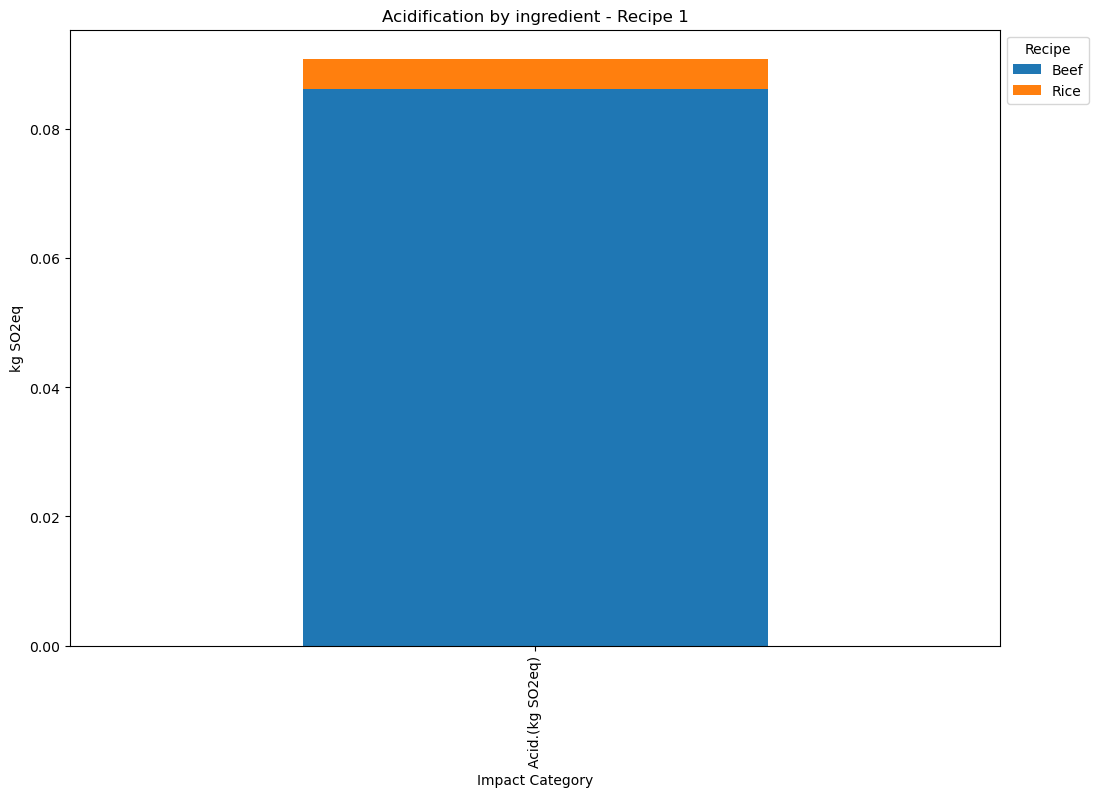 Acidification by ingredient - Recipe 1
Recipe
Beef
Rice
0.08
0.06
0.04
0.02
0.00
kg SO2eq
Acid.(kg SO2eq)
Impact Category